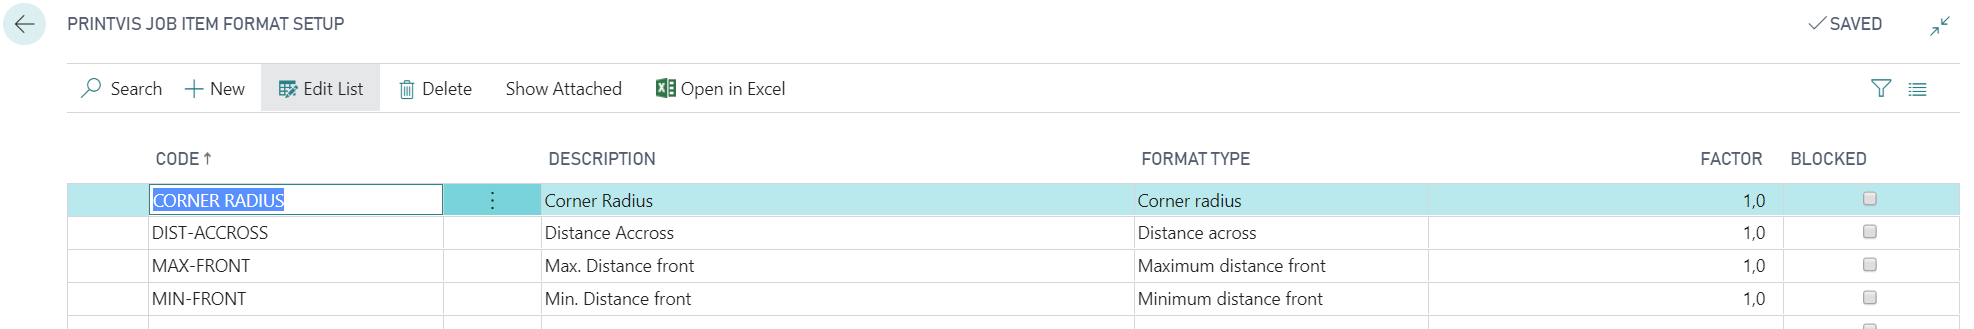 PRINTVIS JOB ITEM FORMAT SETUP SAVED
Search New Edit List Delete Show Attached Open in Excel
CODE↑ DESCRIPTION FORMAT TYPE FACTOR BLOCKED
CORNER RADIUS Corner Radius Corner radius 1,0
DIST-ACCROSS Distance Accross Distance across 1,0
MAX-FRONT Max. Distance front Maximum distance front 1,0
MIN-FRONT Min. Distance front Minimum distance front 1,0